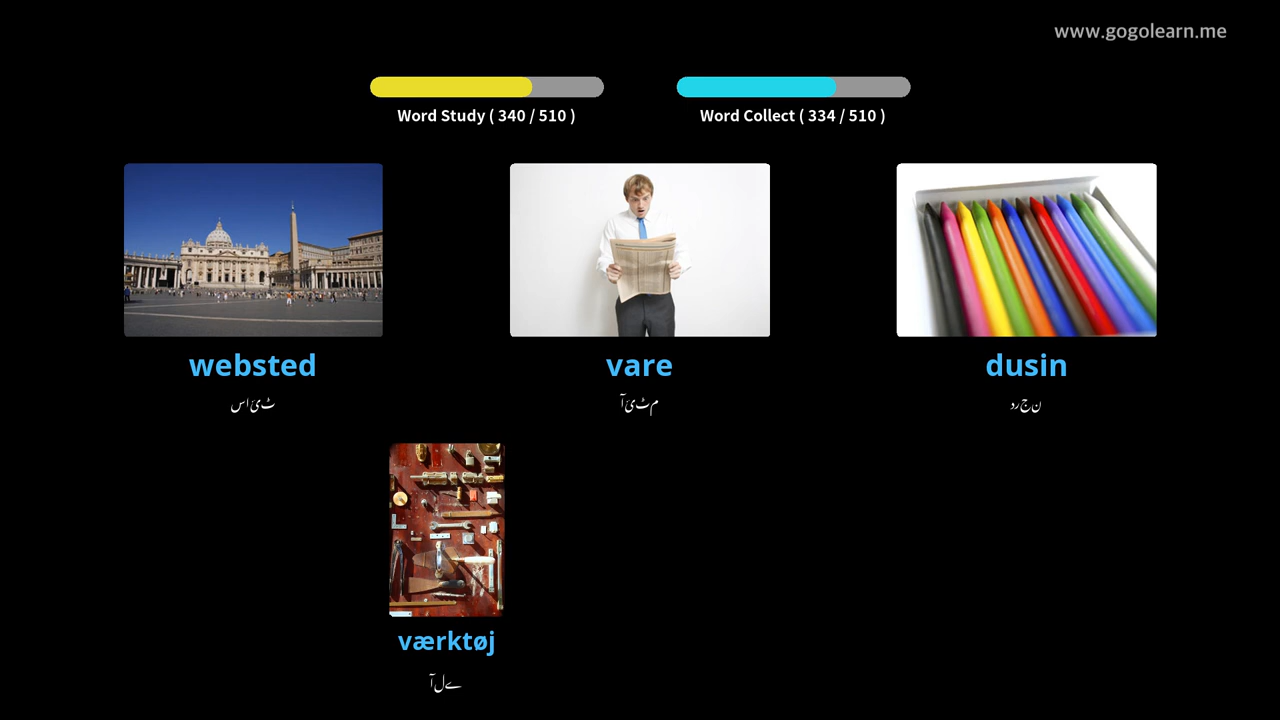 www.gogolearn.me
Word Study ( 340 / 510 )
Word Collect ( 334 / 510 )
websted
سائٹ
vare
آئٹم
dusin
درجن
værktøj
آلے